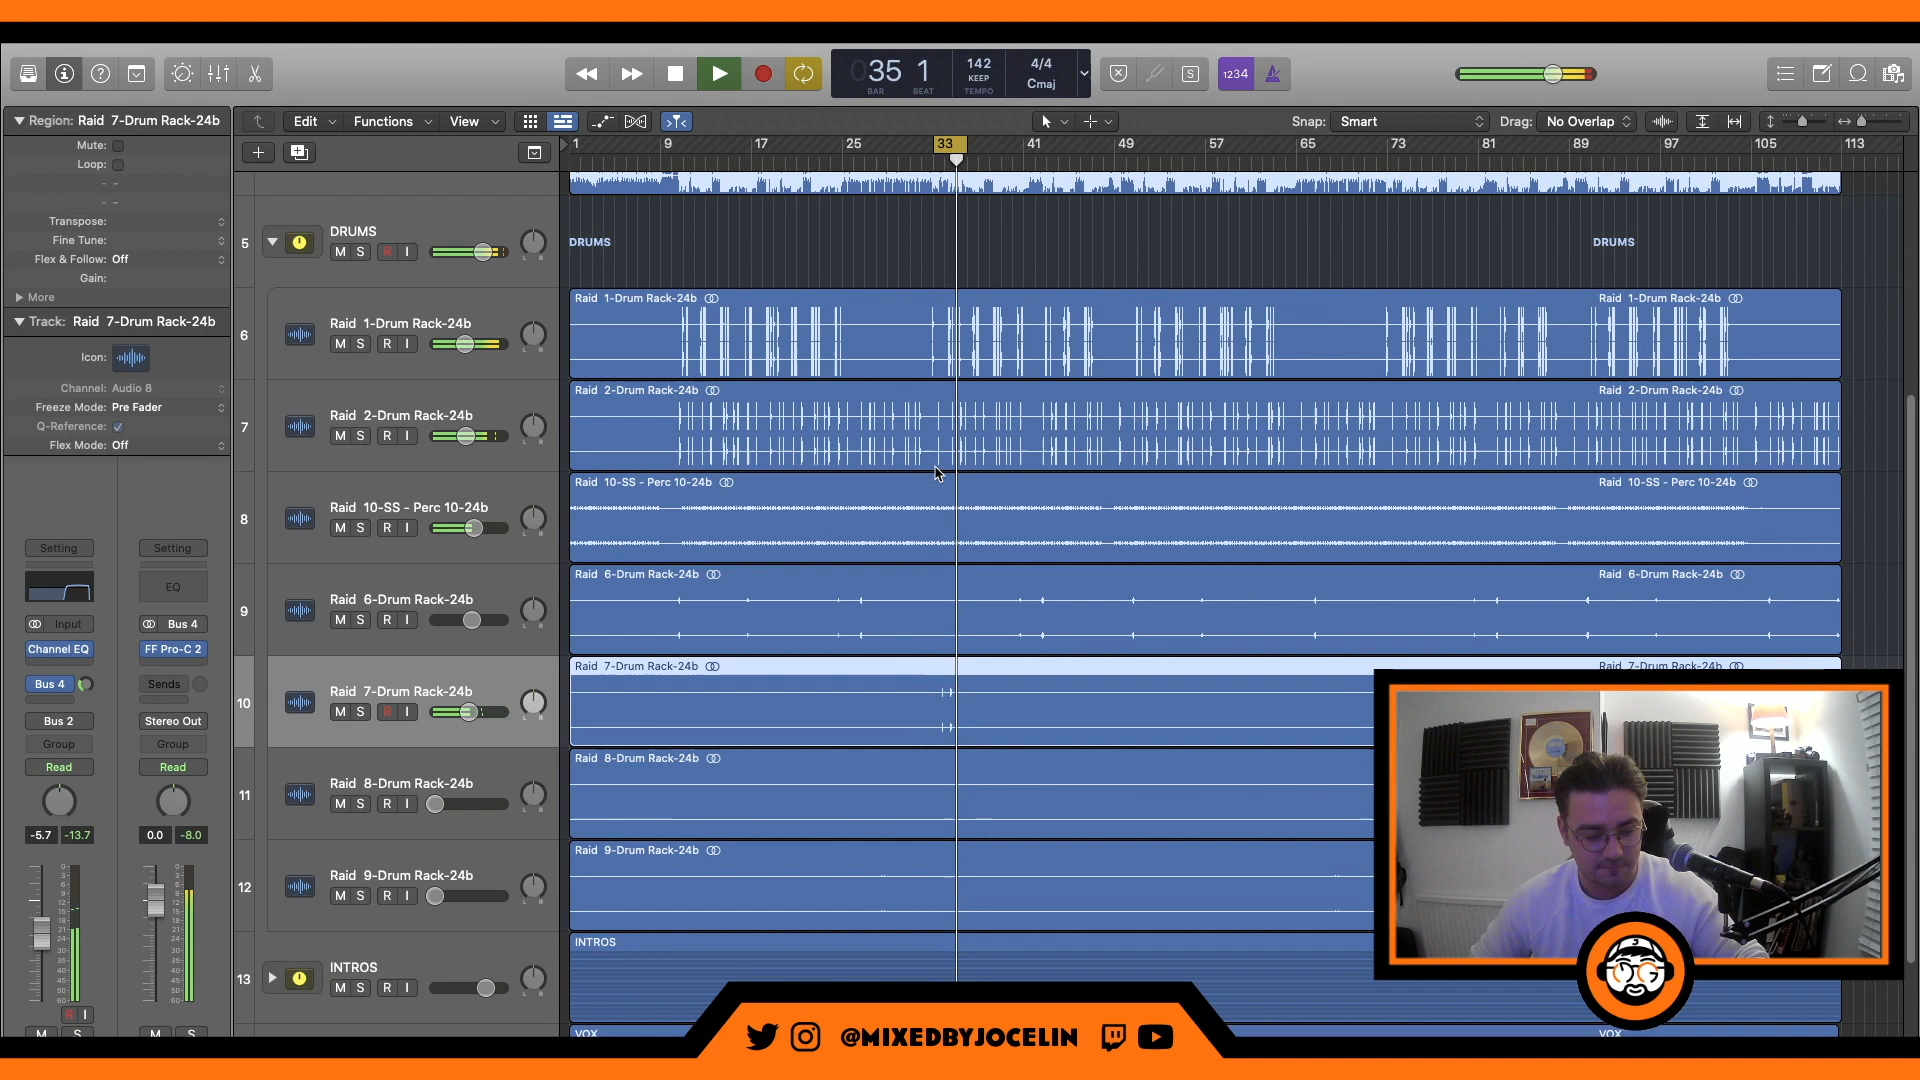 35 1
BAR BEAT
142
KEEP
TEMPO
4/4
Cmaj
S
1234
Region: Raid 7-Drum Rack-24b
Mute:
Loop:
Transpose:
Fine Tune:
Flex & Follow: Off
Gain:
More
Track: Raid 7-Drum Rack-24b
Icon:
Channel: Audio 8
Freeze Mode: Pre Fader
Q-Reference:
Flex Mode: Off
Setting
Setting
EQ
Input
Bus 4
Channel EQ
FF Pro-C 2
Bus 4
Sends
Bus 2
Stereo Out
Group
Group
Read
Read
-5.7 -13.7
0.0 -8.0
R I
M S
M S
Edit Functions View
Snap: Smart
Drag: No Overlap
1 9 17 25 33 41 49 57 65 73 81 89 97 105 113
5
DRUMS
M S R I
DRUMS
DRUMS
6
Raid 1-Drum Rack-24b
M S R I
Raid 1-Drum Rack-24b
Raid 1-Drum Rack-24b
7
Raid 2-Drum Rack-24b
M S R I
Raid 2-Drum Rack-24b
Raid 2-Drum Rack-24b
8
Raid 10-SS - Perc 10-24b
M S R I
Raid 10-SS - Perc 10-24b
Raid 10-SS - Perc 10-24b
9
Raid 6-Drum Rack-24b
M S R I
Raid 6-Drum Rack-24b
Raid 6-Drum Rack-24b
10
Raid 7-Drum Rack-24b
M S R I
Raid 7-Drum Rack-24b
Raid 7-Drum Rack-24b
11
Raid 8-Drum Rack-24b
M S R I
Raid 8-Drum Rack-24b
12
Raid 9-Drum Rack-24b
M S R I
Raid 9-Drum Rack-24b
13
INTROS
M S R I
INTROS
VOX
VOX
@MIXEDBYJOCELIN